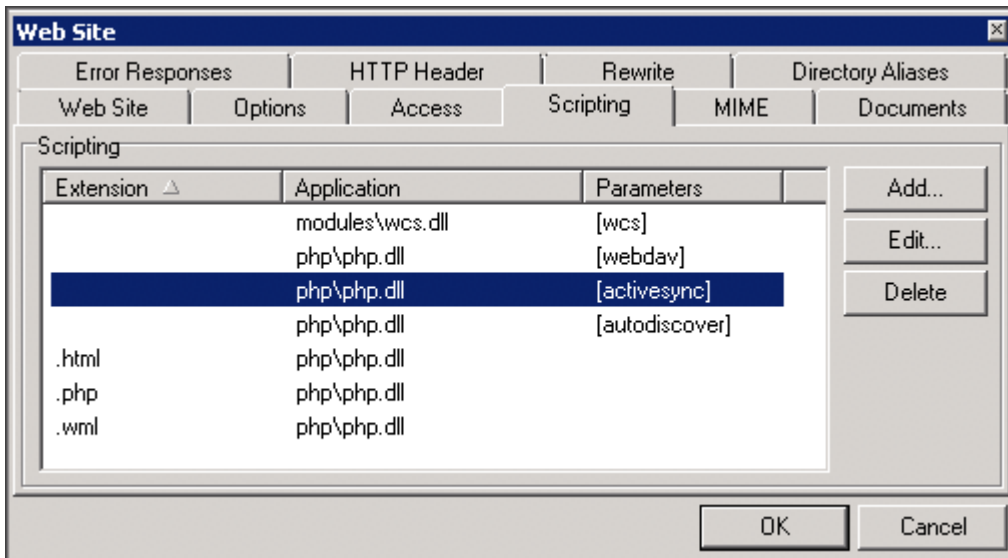 Web Site
Error Responses HTTP Header Rewrite Directory Aliases
Web Site Options Access Scripting MIME Documents
Scripting
Extension Application Parameters
modules\wcs.dll [wcs]
php\php.dll [webdav]
php\php.dll [activesync]
php\php.dll [autodiscover]
.html php\php.dll
.php php\php.dll
.wml php\php.dll
Add...
Edit...
Delete
OK Cancel